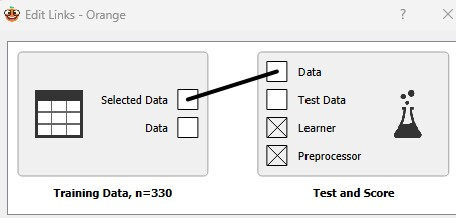 Edit Links - Orange
?
Selected Data
Data
Data
Test Data
Learner
Preprocessor
Training Data, n=330
Test and Score